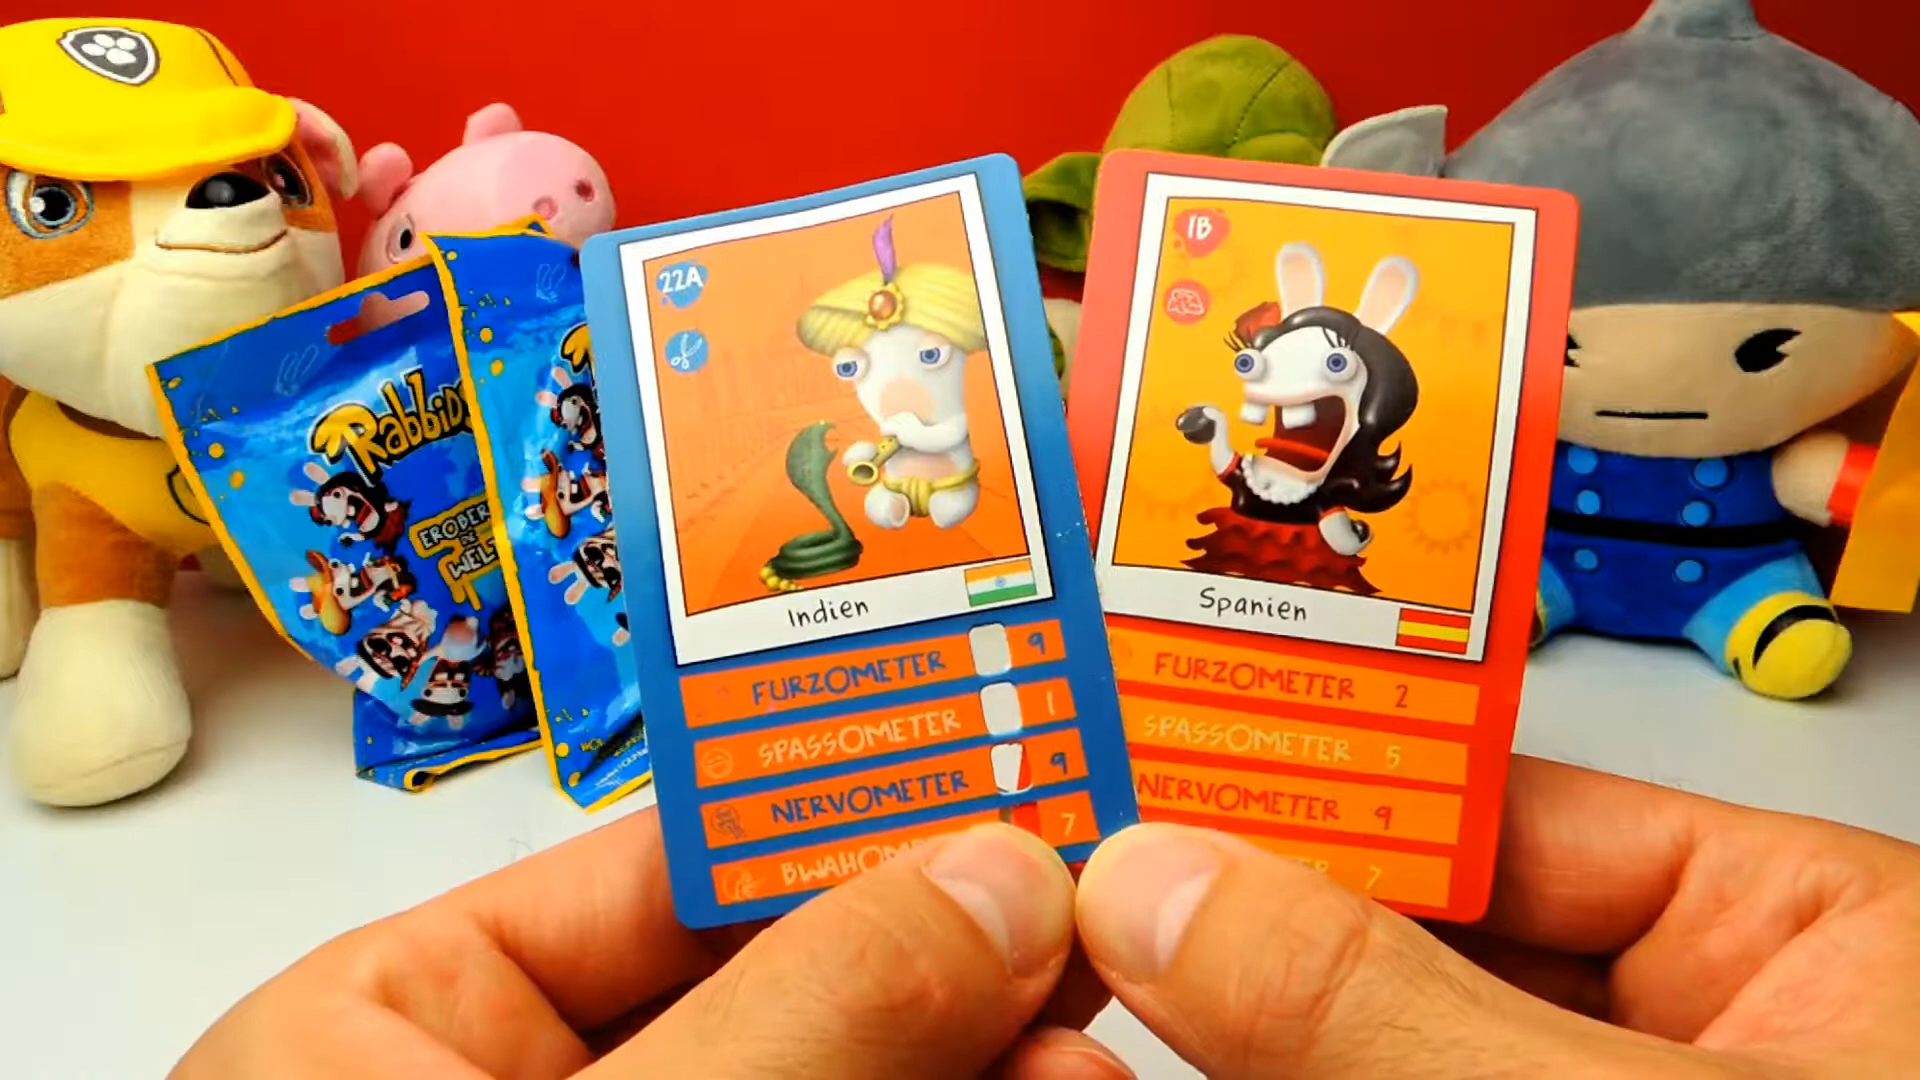 Rabbids
EROBERN
DIE
WELT
22A
Indien
FURZOMETER 9
SPASSOMETER 1
NERVOMETER 9
7
1B
Spanien
FURZOMETER 2
SPASSOMETER 5
NERVOMETER 9
7